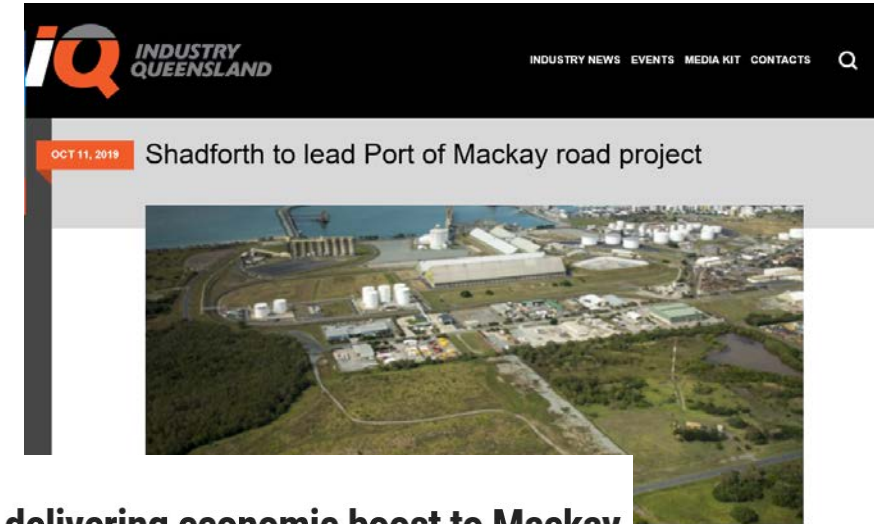 iQ INDUSTRY
QUEENSLAND
INDUSTRY NEWS EVENTS MEDIA KIT CONTACTS
OCT 11, 2019
Shadforth to lead Port of Mackay road project
delivering economic boost to Mackay